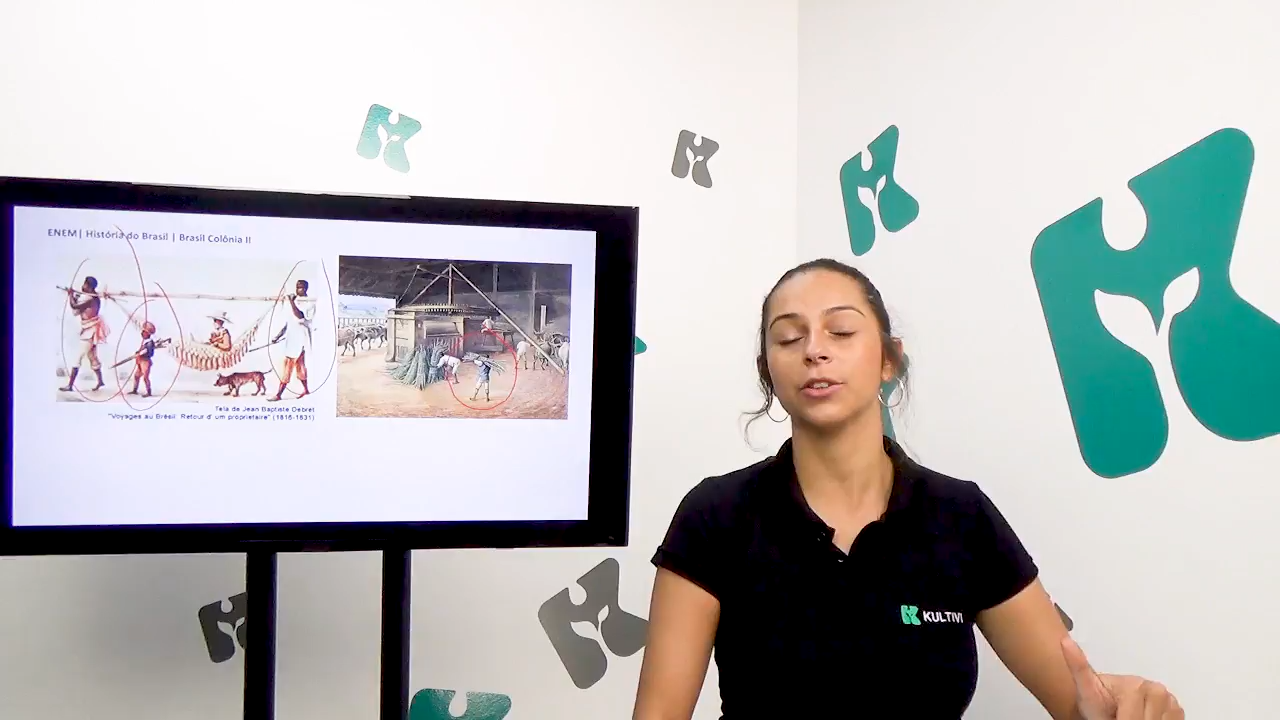 ENEM| História do Brasil | Brasil Colônia II
Tela de Jean Baptiste Debret
"Voyages au Brésil: Retour d' um propriétaire" (1816-1831)
KULTIVI